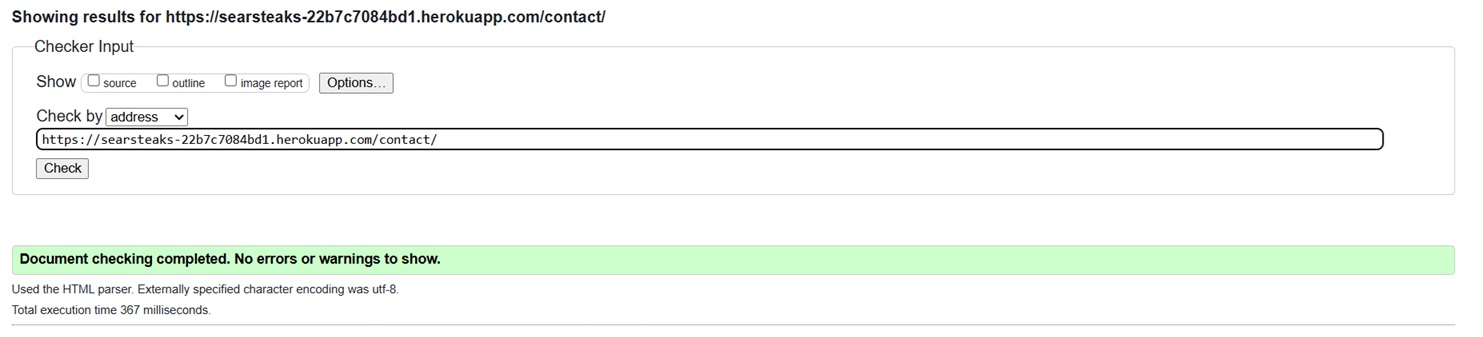 Showing results for https://searsteaks-22b7c7084bd1.herokuapp.com/contact/
Checker Input
Show source outline image report Options...
Check by address
https://searsteaks-22b7c7084bd1.herokuapp.com/contact/
Check
Document checking completed. No errors or warnings to show.
Used the HTML parser. Externally specified character encoding was utf-8.
Total execution time 367 milliseconds.